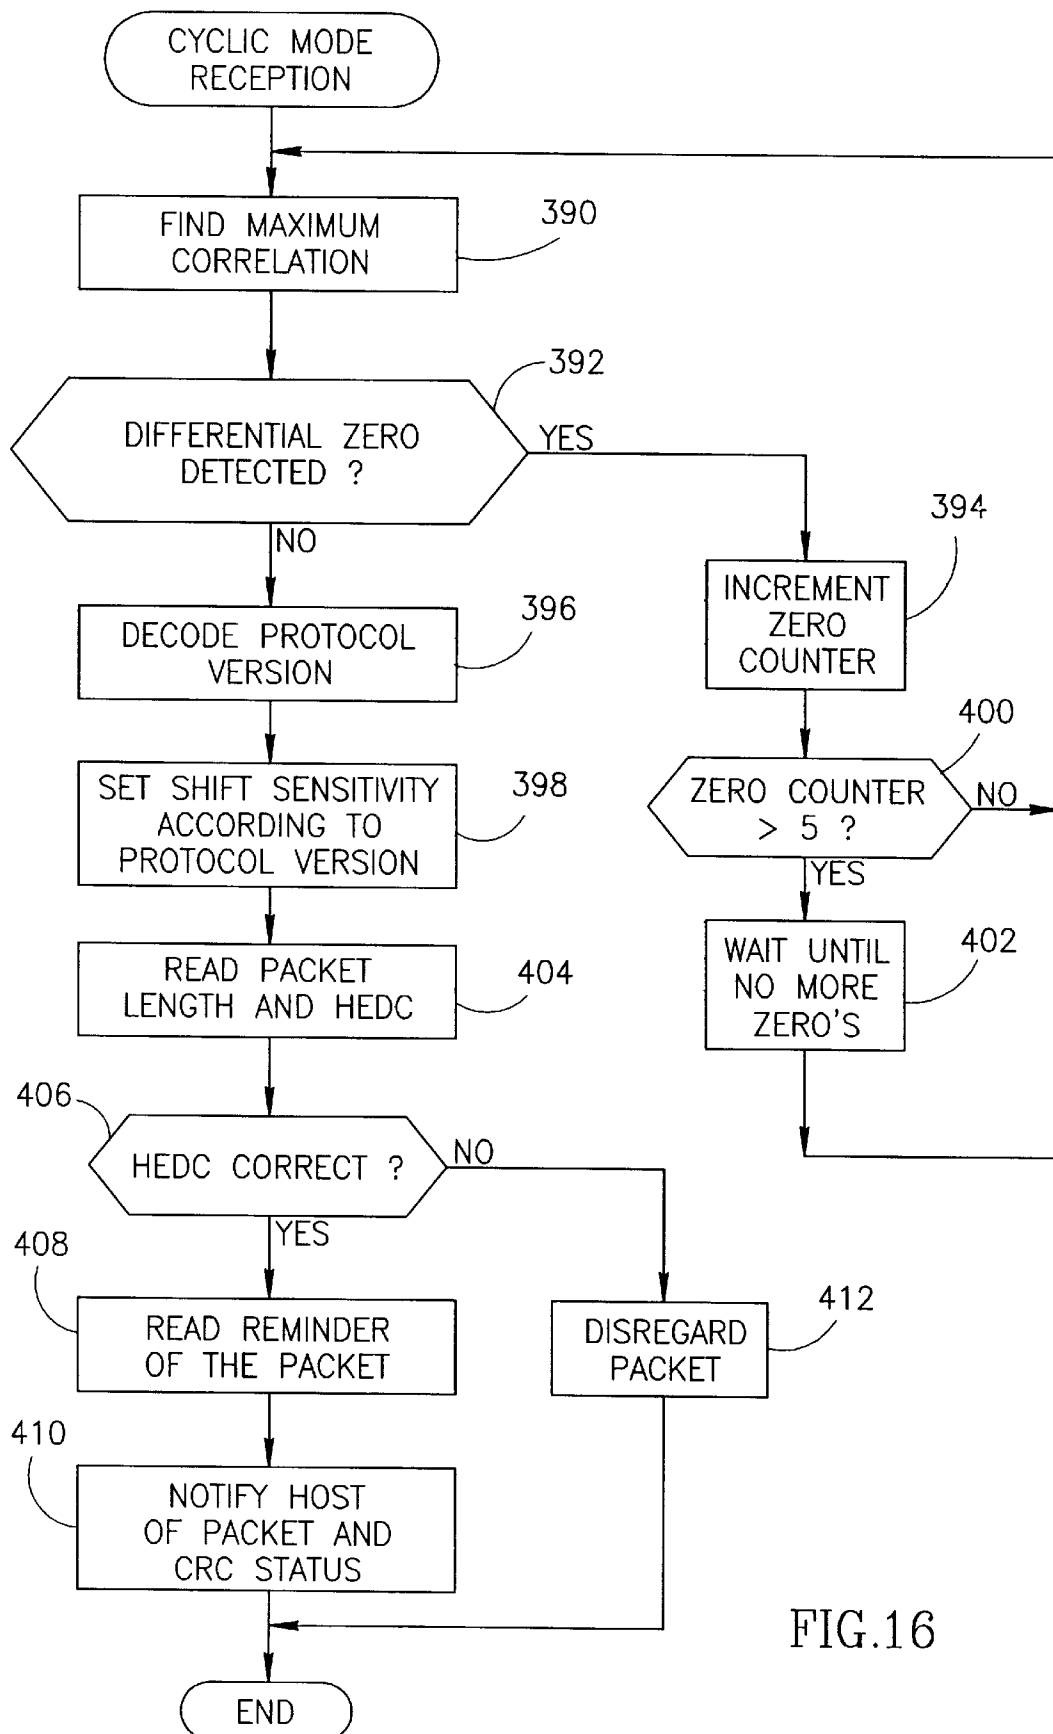 CYCLIC MODE
RECEPTION
FIND MAXIMUM
CORRELATION
390
DIFFERENTIAL ZERO
DETECTED ?
392
YES
NO
INCREMENT
ZERO
COUNTER
394
DECODE PROTOCOL
VERSION
396
ZERO COUNTER
> 5 ?
400
NO
YES
SET SHIFT SENSITIVITY
ACCORDING TO
PROTOCOL VERSION
398
WAIT UNTIL
NO MORE
ZERO'S
402
READ PACKET
LENGTH AND HEDC
404
406
HEDC CORRECT ?
NO
YES
408
READ REMINDER
OF THE PACKET
DISREGARD
PACKET
412
410
NOTIFY HOST
OF PACKET AND
CRC STATUS
END
FIG.16